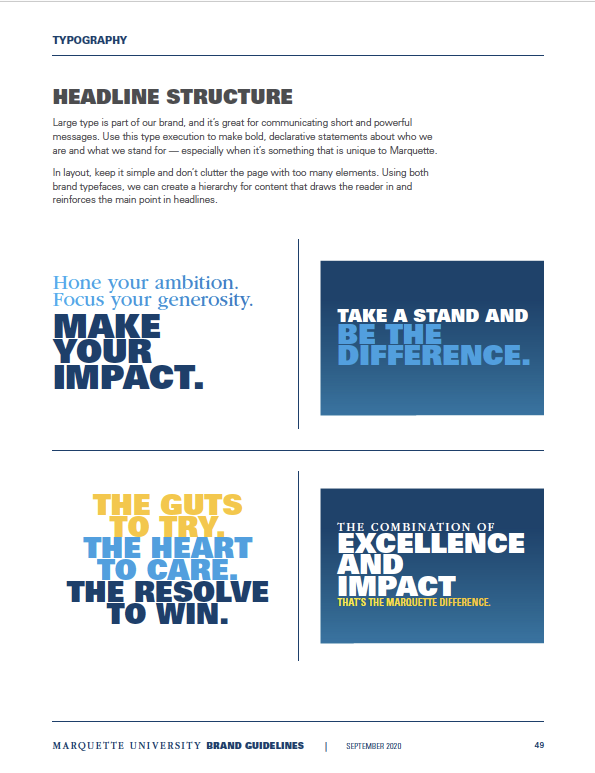 TYPOGRAPHY
HEADLINE STRUCTURE
Large type is part of our brand, and it's great for communicating short and powerful
messages. Use this type execution to make bold, declarative statements about who we
are and what we stand for — especially when it's something that is unique to Marquette.
In layout, keep it simple and don't clutter the page with too many elements. Using both
brand typefaces, we can create a hierarchy for content that draws the reader in and
reinforces the main point in headlines.
Hone your ambition.
Focus your generosity.
MAKE
YOUR
IMPACT.
TAKE A STAND AND
BE THE
DIFFERENCE.
THE GUTS
TO TRY.
THE HEART
TO CARE.
THE RESOLVE
TO WIN.
THE COMBINATION OF
EXCELLENCE
AND
IMPACT
THAT'S THE MARQUETTE DIFFERENCE.
MARQUETTE UNIVERSITY BRAND GUIDELINES | SEPTEMBER 2020 49